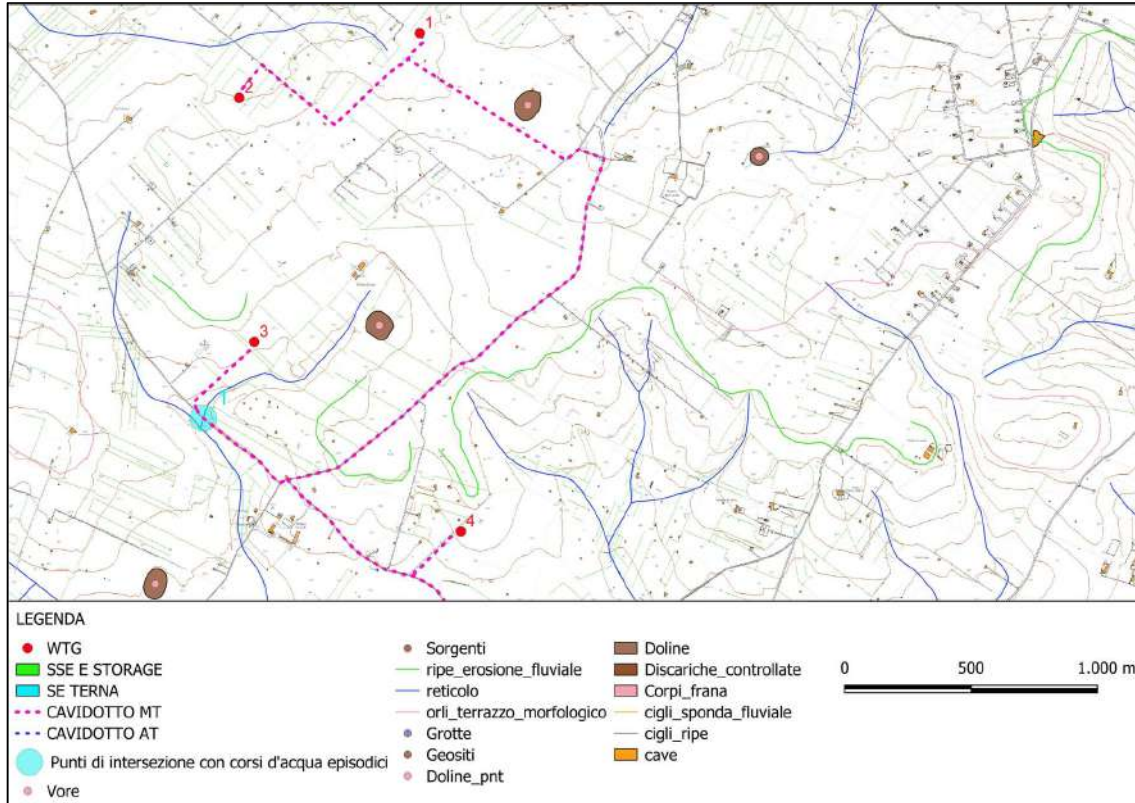 1
2
3
1
4
LEGENDA
WTG
SSE E STORAGE
SE TERNA
CAVIDOTTO MT
CAVIDOTTO AT
Punti di intersezione con corsi d'acqua episodici
Vore
Sorgenti
ripe_erosione_fluviale
reticolo
orli_terrazzo_morfologico
Grotte
Geositi
Doline_pnt
Doline
Discariche_controllate
Corpi_frana
cigli_sponda_fluviale
cigli_ripe
cave
0 500 1.000 m